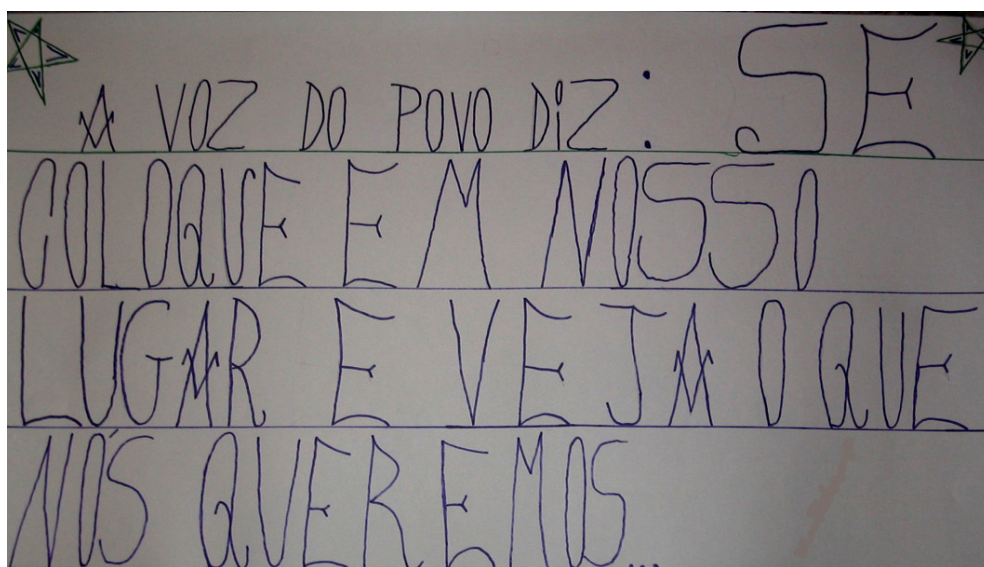 A VOZ DO POVO DiZ: SE
COLOQUE EM NOSSO
LUGAR E VEJA O QUE
NÓS QUEREMOS...